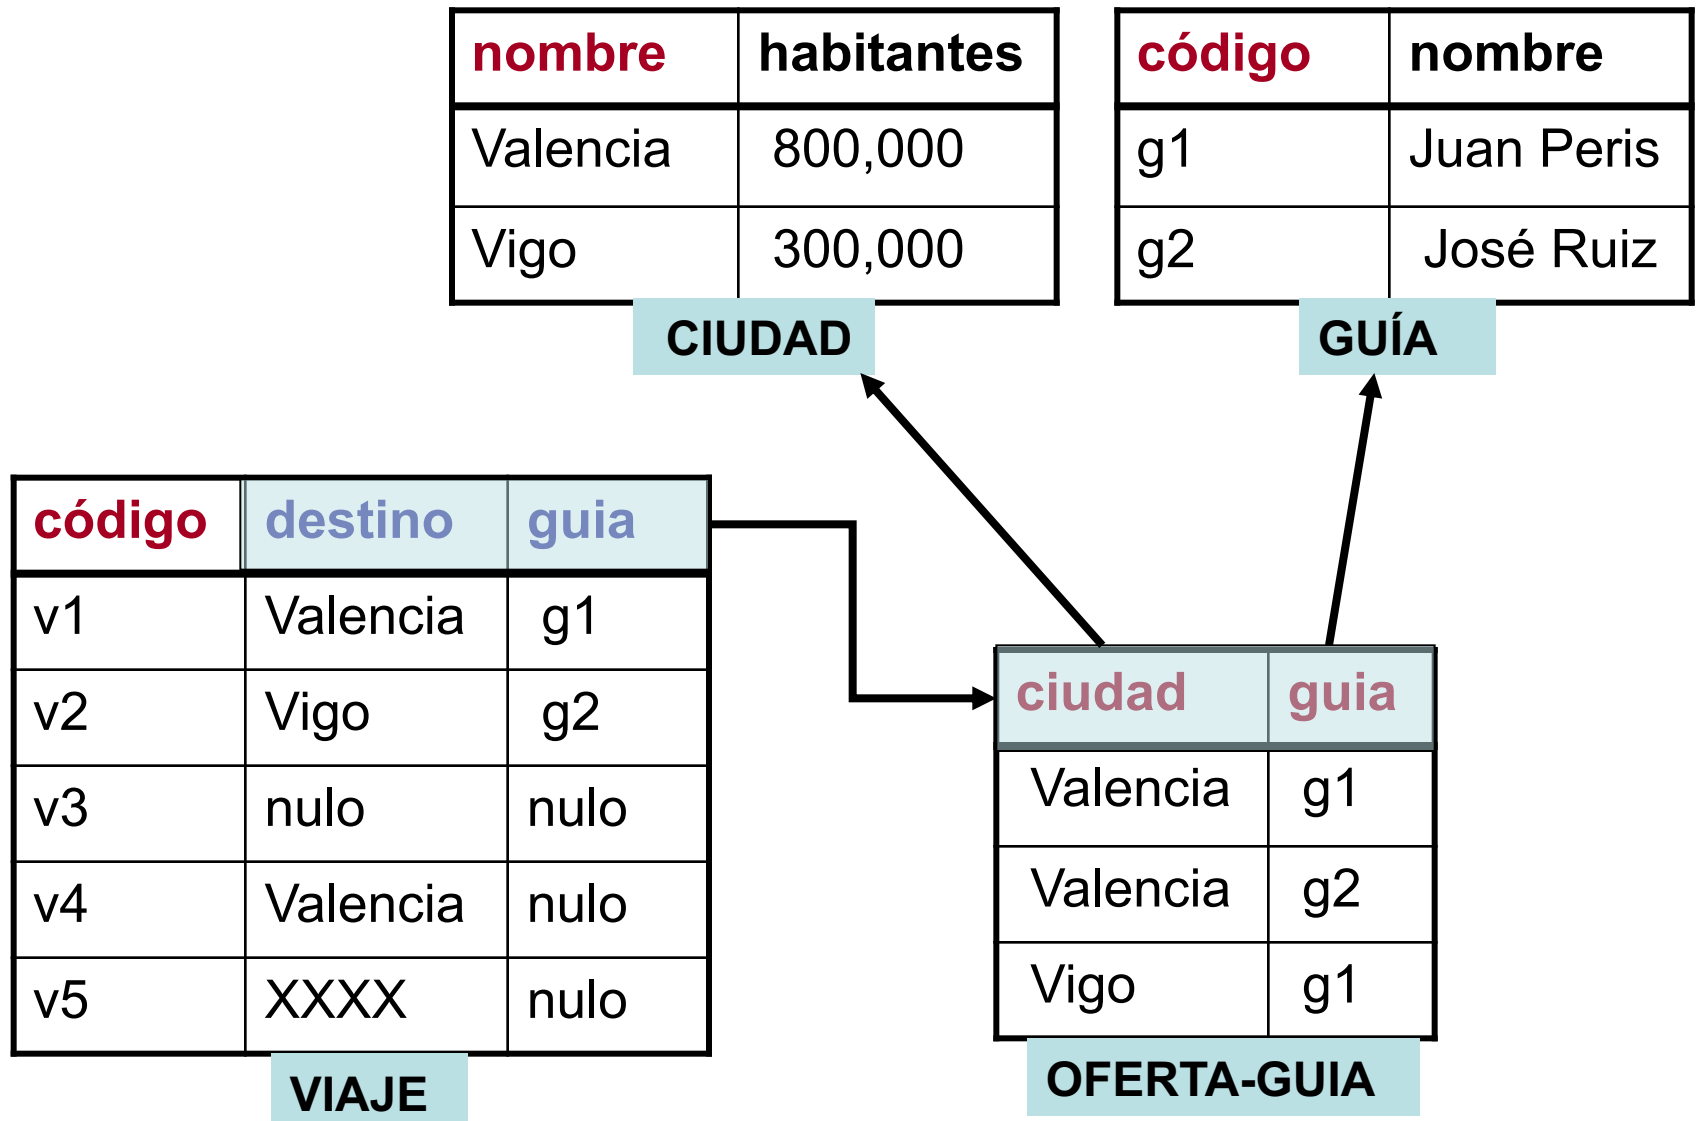 nombre habitantes
Valencia 800,000
Vigo 300,000
CIUDAD
código nombre
g1 Juan Peris
g2 José Ruiz
GUÍA
código destino guia
v1 Valencia g1
v2 Vigo g2
v3 nulo nulo
v4 Valencia nulo
v5 XXXX nulo
VIAJE
ciudad guia
Valencia g1
Valencia g2
Vigo g1
OFERTA-GUIA